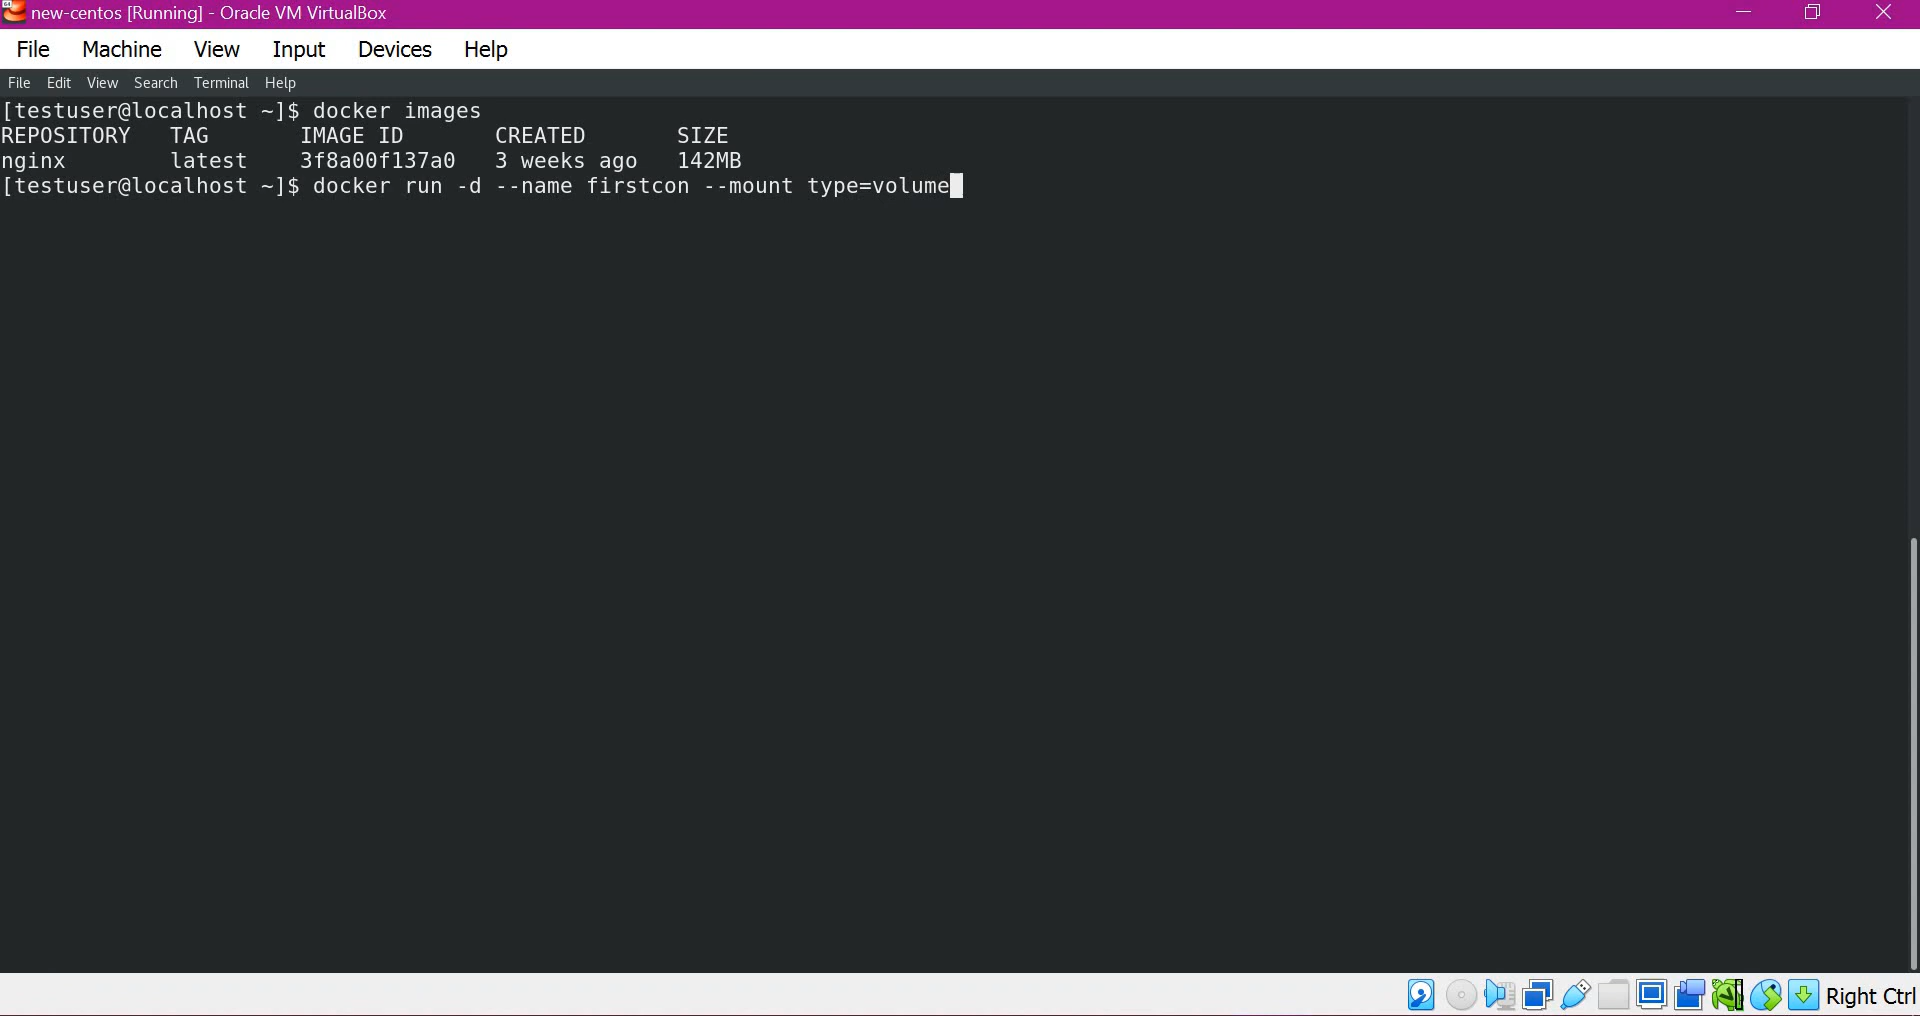 new-centos [Running] - Oracle VM VirtualBox
File Machine View Input Devices Help
File Edit View Search Terminal Help
[testuser@localhost ~]$ docker images
REPOSITORY   TAG       IMAGE ID       CREATED       SIZE
nginx        latest    3f8a00f137a0   3 weeks ago   142MB
[testuser@localhost ~]$ docker run -d --name firstcon --mount type=volume
Right Ctrl